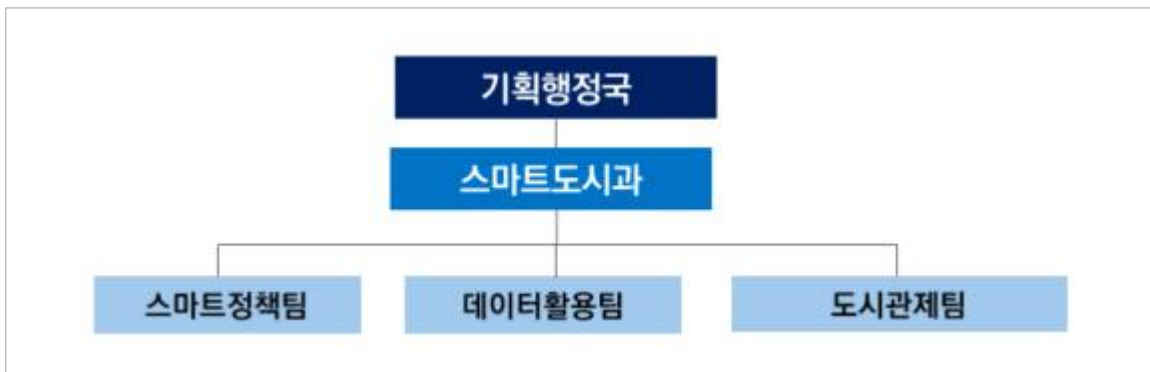 기획행정국
스마트도시과
스마트정책팀
데이터활용팀
도시관제팀